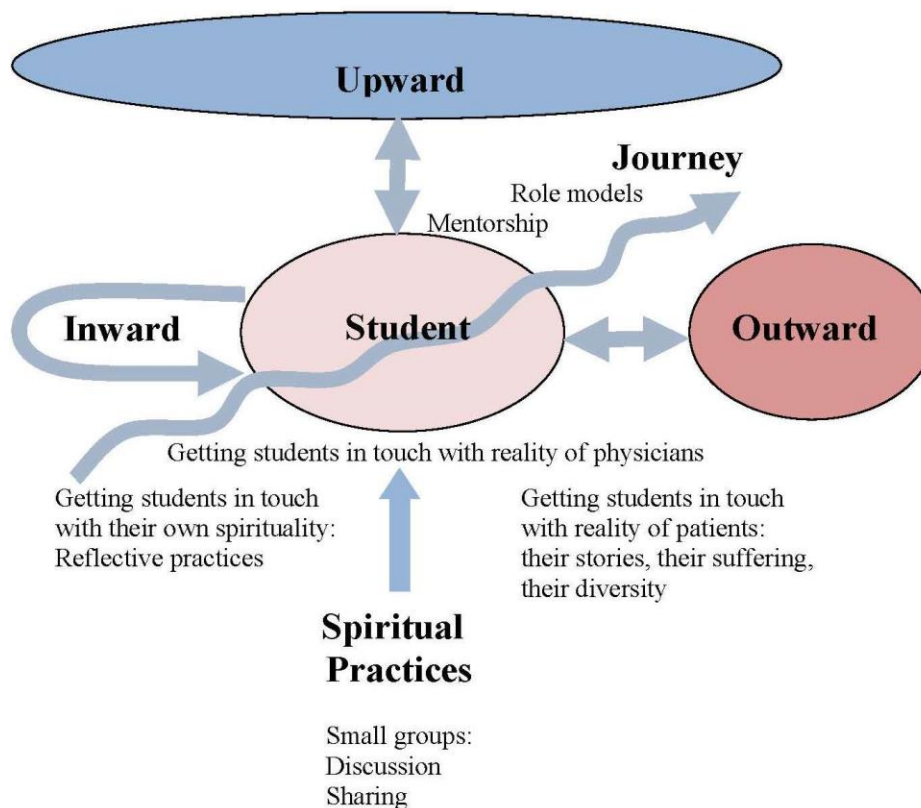 Upward
Journey
Role models
Mentorship
Inward
Student
Outward
Getting students in touch with reality of physicians
Getting students in touch
with their own spirituality:
Reflective practices
Getting students in touch
with reality of patients:
their stories, their suffering,
their diversity
Spiritual
Practices
Small groups:
Discussion
Sharing